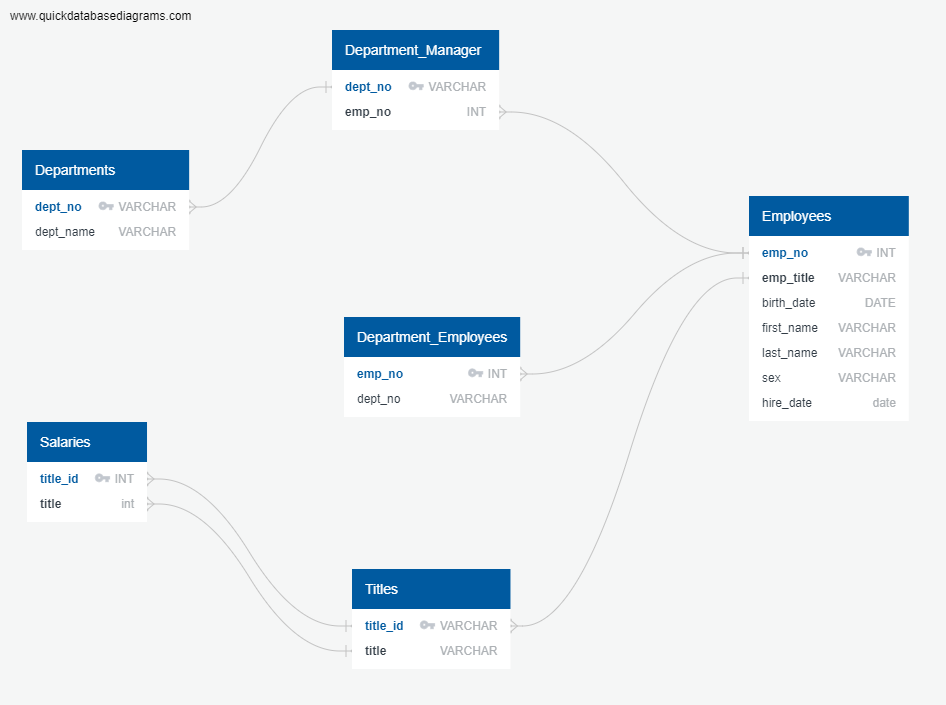 www.quickdatabasediagrams.com
Department_Manager
dept_no VARCHAR
emp_no INT
Departments
dept_no VARCHAR
dept_name VARCHAR
Employees
emp_no INT
emp_title VARCHAR
birth_date DATE
first_name VARCHAR
last_name VARCHAR
sex VARCHAR
hire_date date
Department_Employees
emp_no INT
dept_no VARCHAR
Salaries
title_id INT
title int
Titles
title_id VARCHAR
title VARCHAR